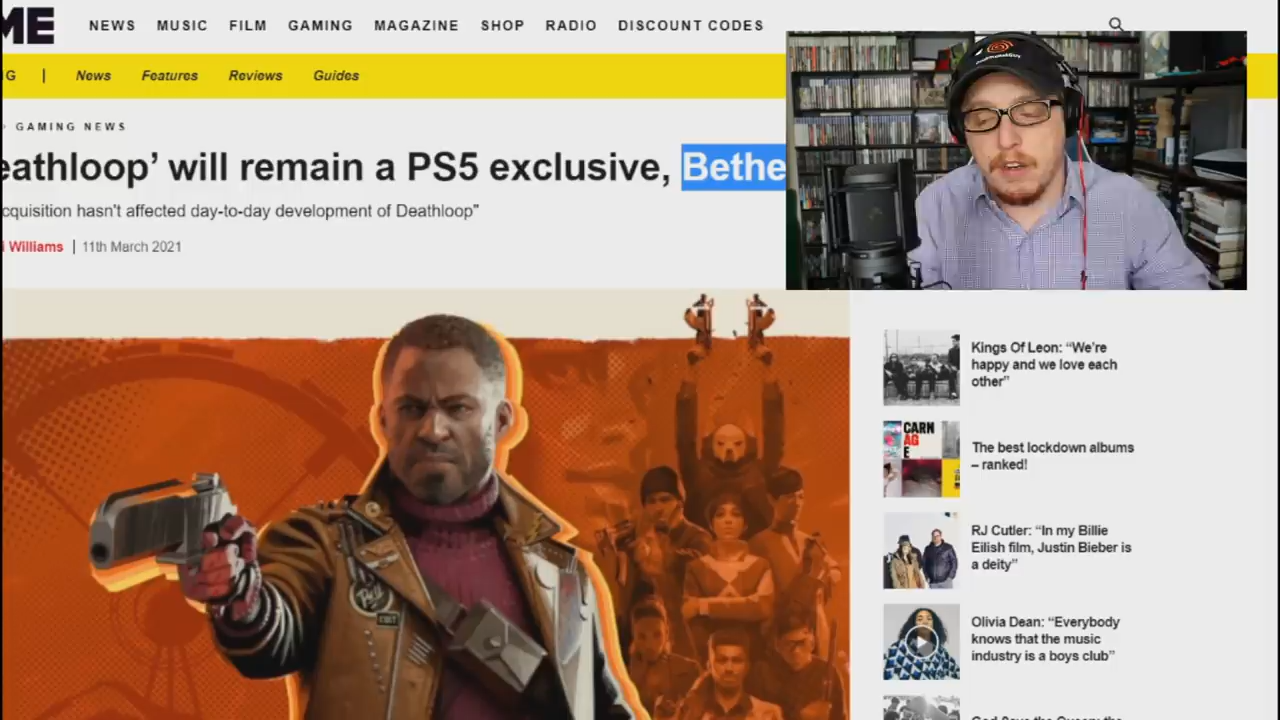 ME
NEWS MUSIC FILM GAMING MAGAZINE SHOP RADIO DISCOUNT CODES
G | News Features Reviews Guides
GAMING NEWS
eathloop’ will remain a PS5 exclusive, Bethe
cquisition hasn't affected day-to-day development of Deathloop”
i Williams | 11th March 2021
Kings Of Leon: “We’re
happy and we love each
other”
CARN
AG
E
The best lockdown albums
– ranked!
RJ Cutler: “In my Billie
Eilish film, Justin Bieber is
a deity”
Olivia Dean: “Everybody
knows that the music
industry is a boys club”